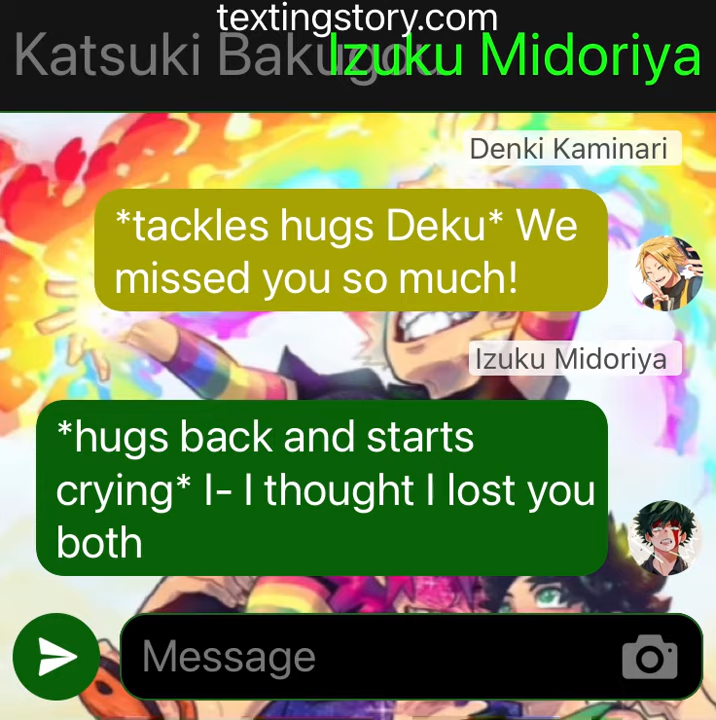 textingstory.com
Katsuki Bakugou Izuku Midoriya
Denki Kaminari
*tackles hugs Deku* We
missed you so much!
Izuku Midoriya
*hugs back and starts
crying* I- I thought I lost you
both
Message